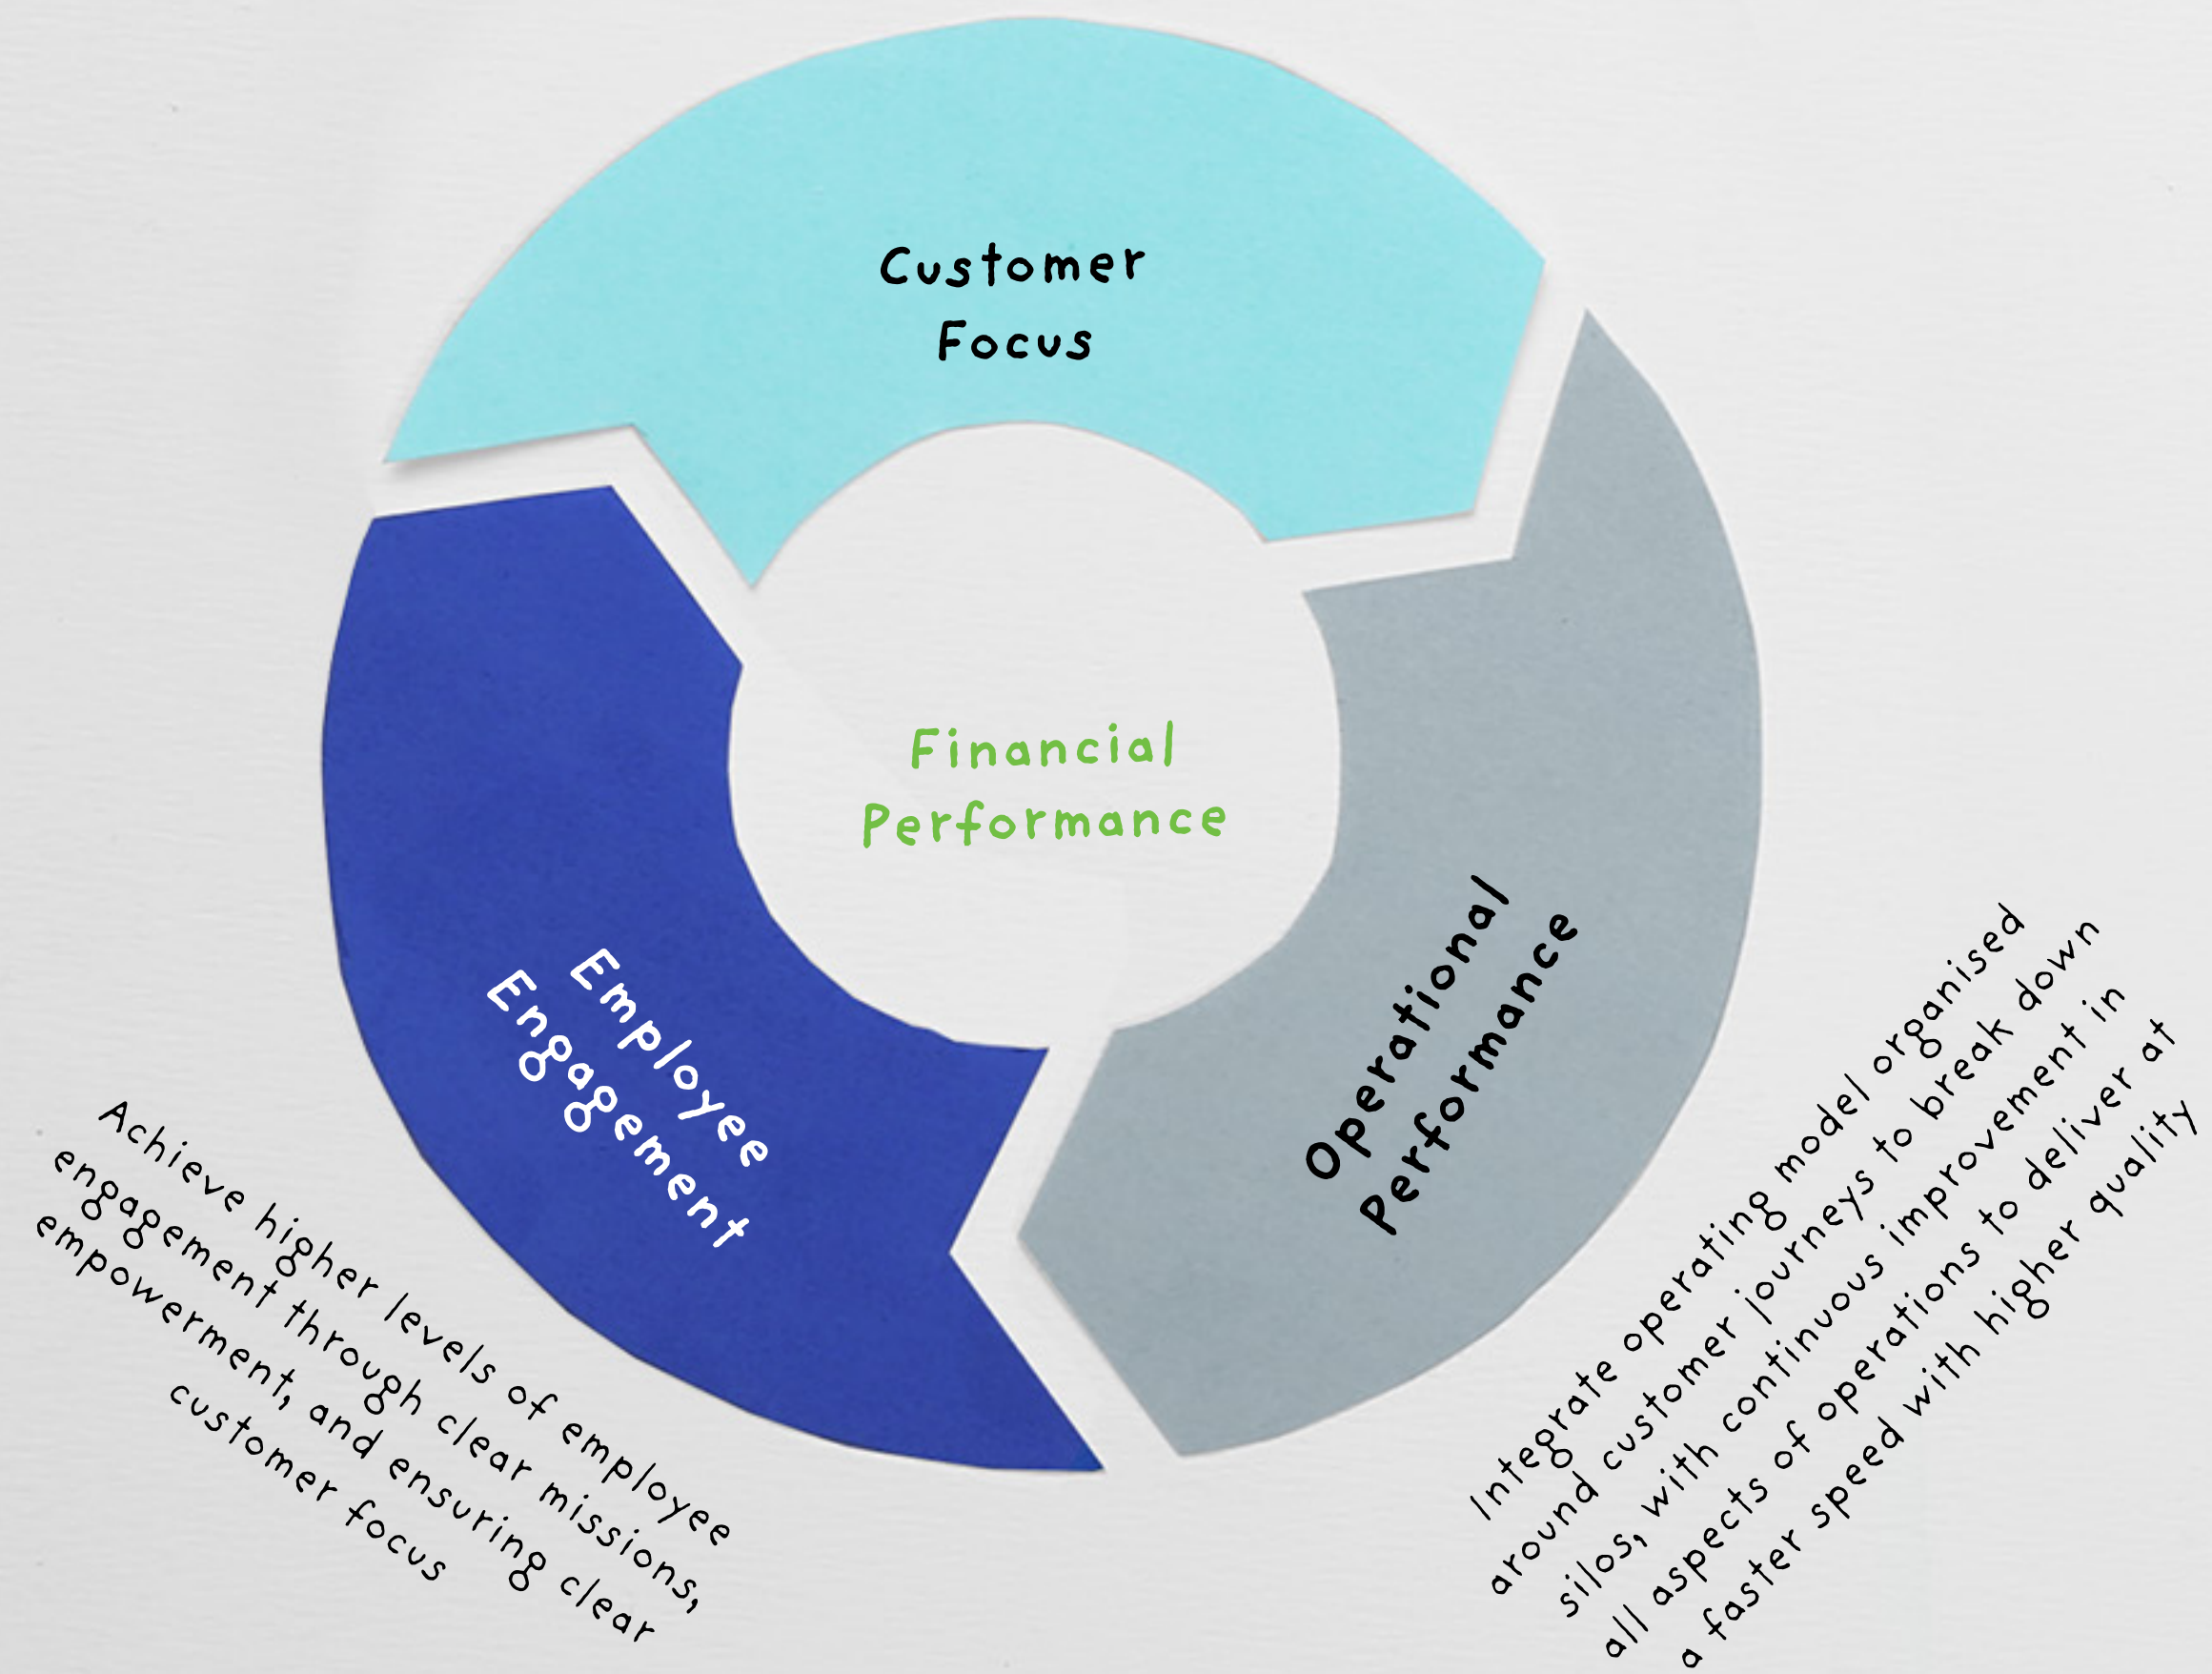 Customer
Focus
Financial
Performance
Operational
Performance
Employee
Engagement
Achieve higher levels of employee
engagement through clear missions,
empowerment, and ensuring clear
customer focus
Integrate operating model organised
around customer journeys to break down
silos, with continuous improvement in
all aspects of operations to deliver at
a faster speed with higher quality